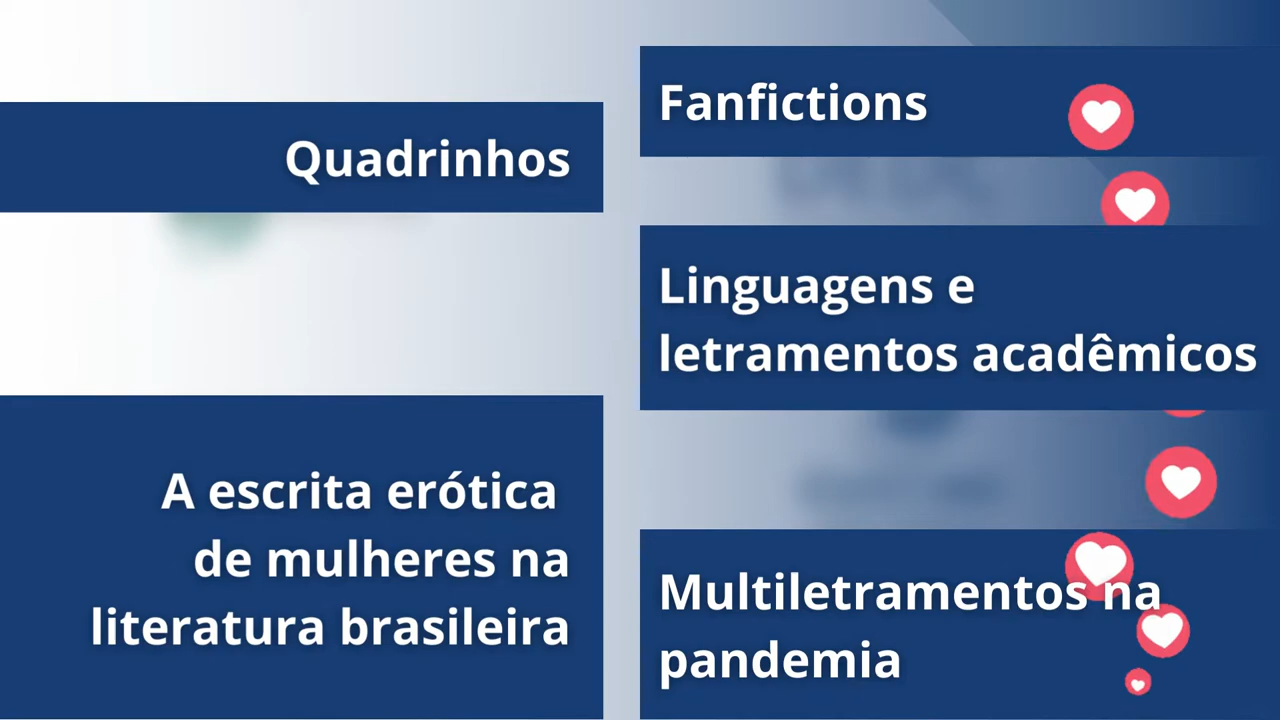 Quadrinhos
A escrita erótica
de mulheres na
literatura brasileira
Fanfictions
Linguagens e
letramentos acadêmicos
Multiletramentos na
pandemia